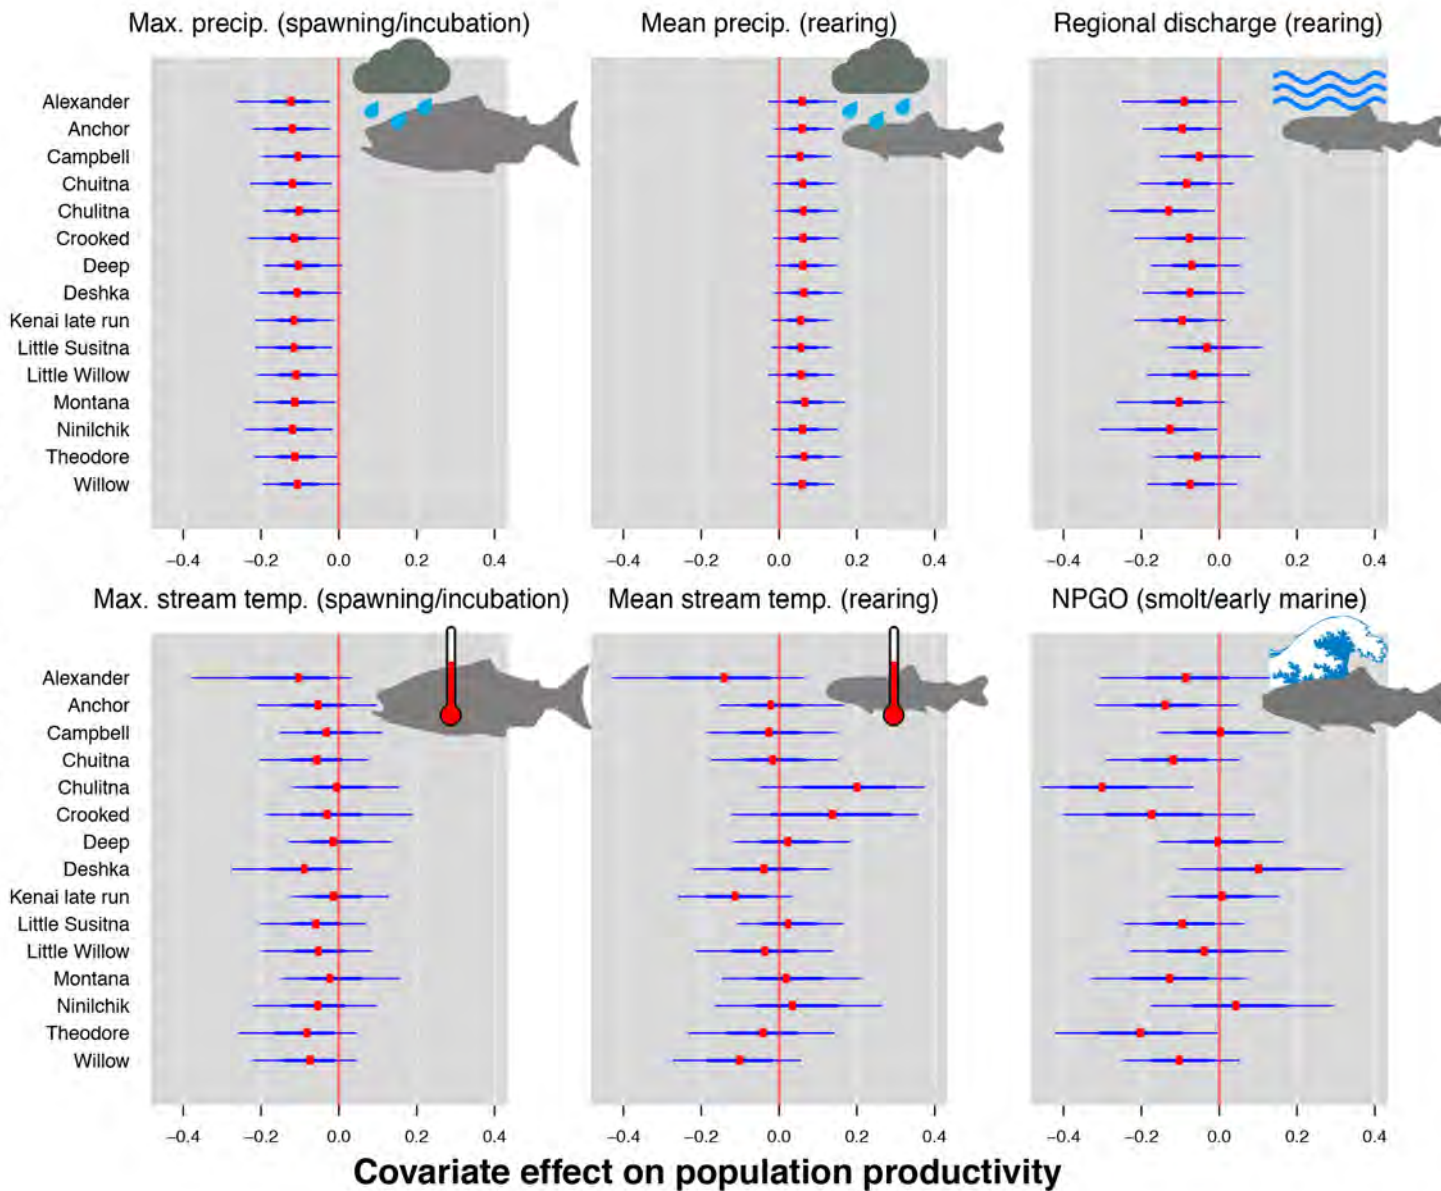 Max. precip. (spawning/incubation) Mean precip. (rearing) Regional discharge (rearing)
Alexander
Anchor
Campbell
Chuitna
Chulitna
Crooked
Deep
Deshka
Kenai late run
Little Susitna
Little Willow
Montana
Ninilchik
Theodore
Willow
−0.4 −0.2 0.0 0.2 0.4 −0.4 −0.2 0.0 0.2 0.4 −0.4 −0.2 0.0 0.2 0.4
Max. stream temp. (spawning/incubation) Mean stream temp. (rearing) NPGO (smolt/early marine)
Alexander
Anchor
Campbell
Chuitna
Chulitna
Crooked
Deep
Deshka
Kenai late run
Little Susitna
Little Willow
Montana
Ninilchik
Theodore
Willow
−0.4 −0.2 0.0 0.2 0.4 −0.4 −0.2 0.0 0.2 0.4 −0.4 −0.2 0.0 0.2 0.4
Covariate effect on population productivity